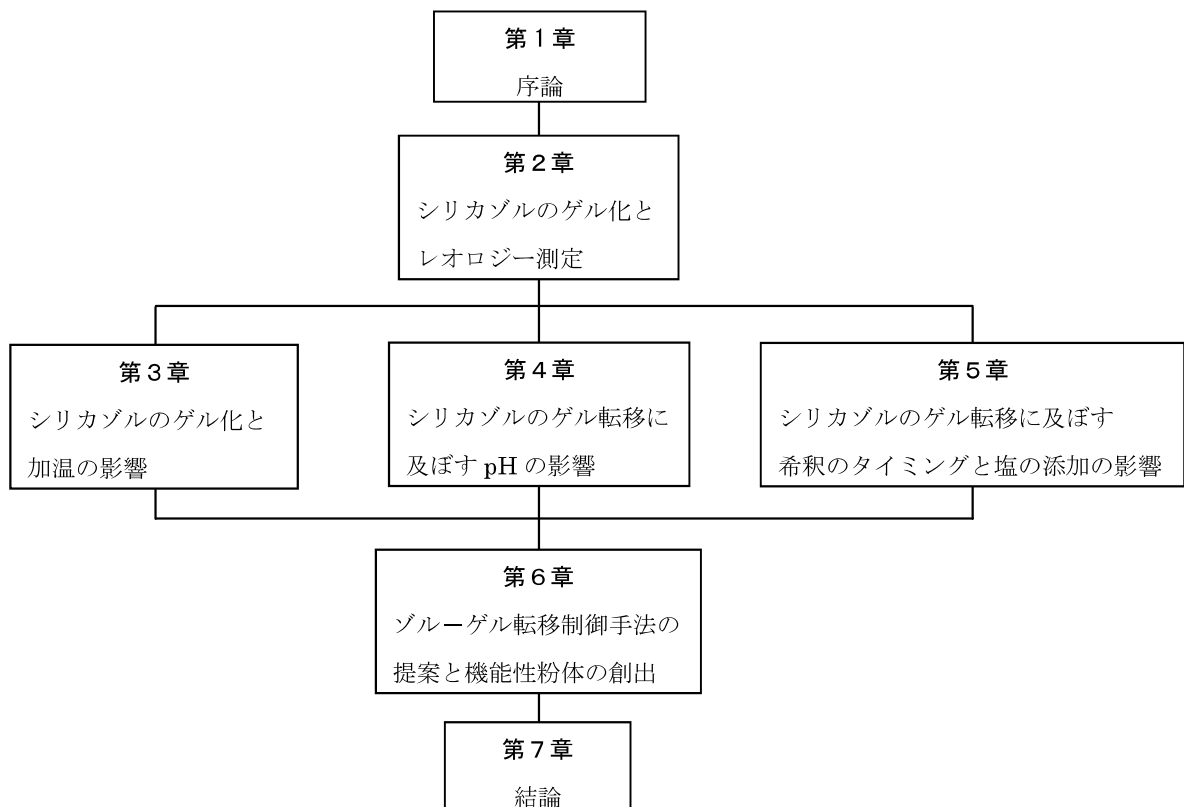 第1章
序論
第2章
シリカゾルのゲル化と
レオロジー測定
第3章
シリカゾルのゲル化と
加温の影響
第4章
シリカゾルのゲル転移に
及ぼす pH の影響
第5章
シリカゾルのゲル転移に及ぼす
希釈のタイミングと塩の添加の影響
第6章
ゾルーゲル転移制御手法の
提案と機能性粉体の創出
第7章
結論